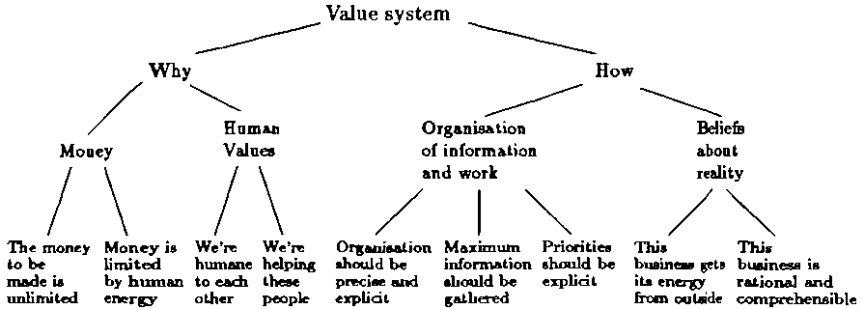 Value system
Why
How
Money
Human
Values
Organisation
of information
and work
Beliefs
about
reality
The money
to be
made is
unlimited
Money is
limited
by human
energy
We're
humane
to each
other
We're
helping
these
people
Organisation
should be
precise and
explicit
Maximum
information
should be
gathered
Priorities
should be
explicit
This
business gets
its energy
from outside
This
business is
rational and
comprehensible